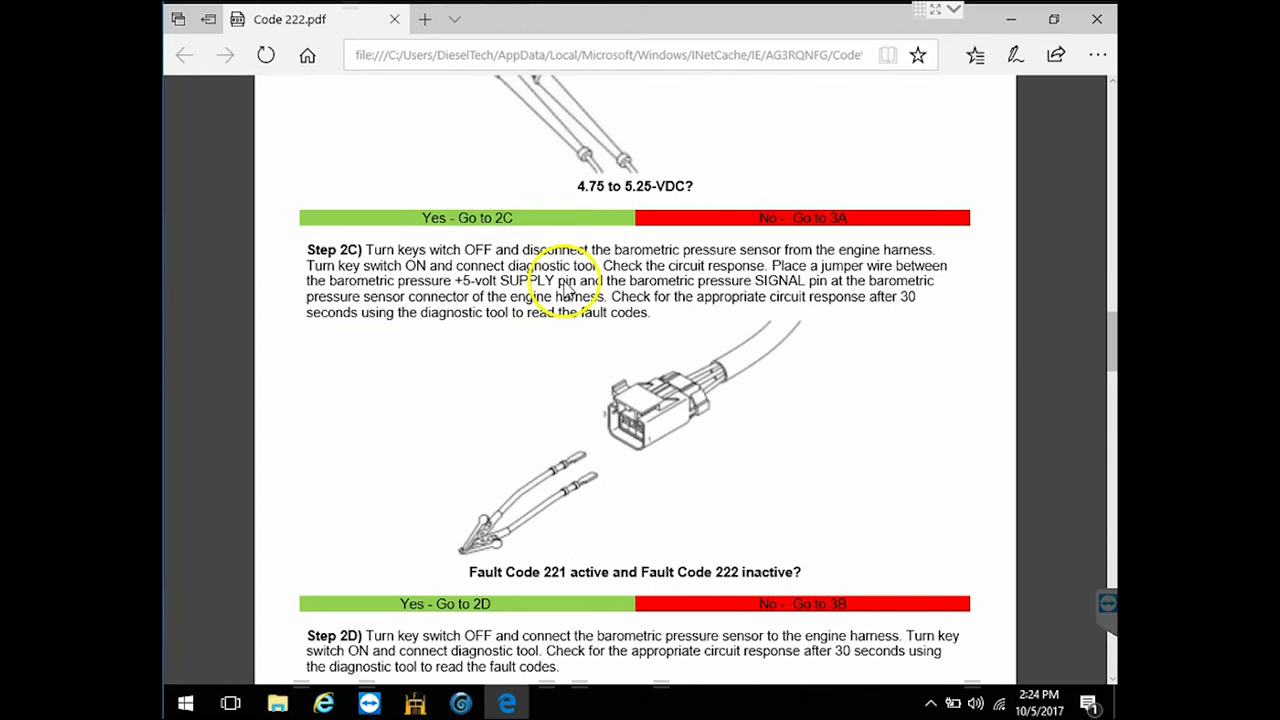 Code 222.pdf
file:///C:/Users/DieselTech/AppData/Local/Microsoft/Windows/INetCache/IE/AG3RQNFG/Code
4.75 to 5.25-VDC?
Yes - Go to 2C
No - Go to 3A
Step 2C) Turn keys witch OFF and disconnect the barometric pressure sensor from the engine harness.
Turn key switch ON and connect diagnostic tool. Check the circuit response. Place a jumper wire between
the barometric pressure +5-volt SUPPLY pin and the barometric pressure SIGNAL pin at the barometric
pressure sensor connector of the engine harness. Check for the appropriate circuit response after 30
seconds using the diagnostic tool to read the fault codes.
Fault Code 221 active and Fault Code 222 inactive?
Yes - Go to 2D
No - Go to 3B
Step 2D) Turn key switch OFF and connect the barometric pressure sensor to the engine harness. Turn key
switch ON and connect diagnostic tool. Check for the appropriate circuit response after 30 seconds using
the diagnostic tool to read the fault codes.
2:24 PM
10/5/2017